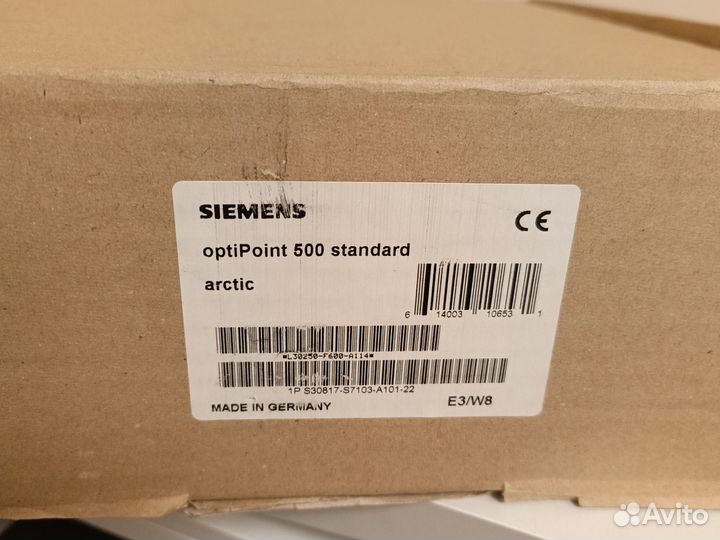 SIEMENS
CE
optiPoint 500 standard
arctic
6 14003 10653 1
*L30250-F600-A114*
1P S30817-S7103-A101-22
MADE IN GERMANY
E3/W8
Avito